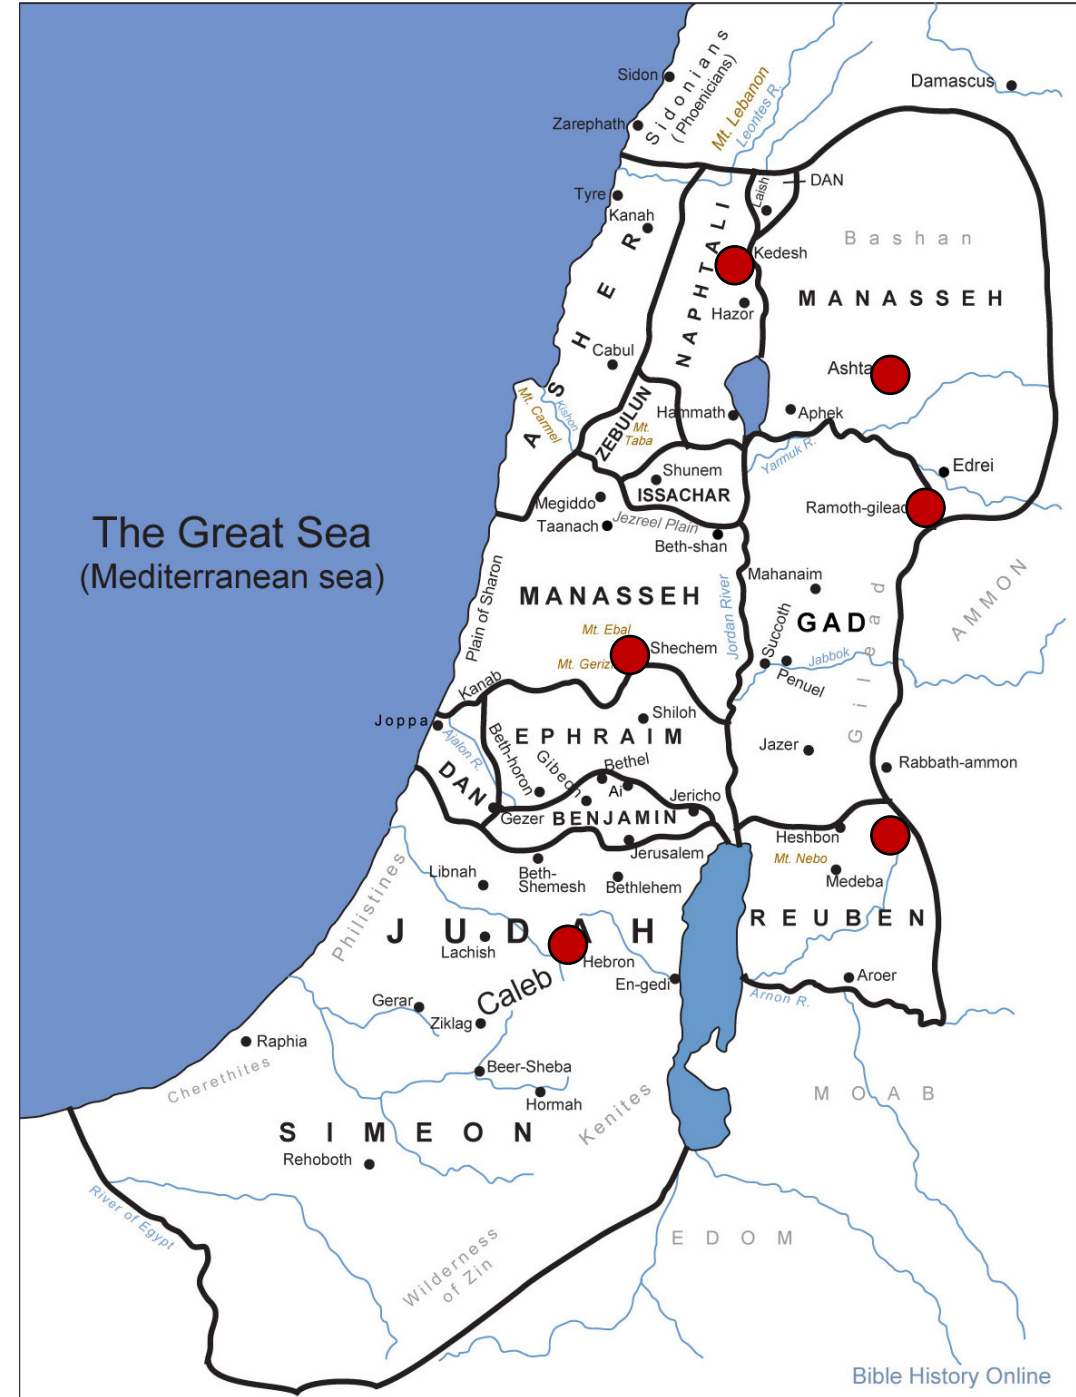 Sidon
Sidonians
(Phoenicians)
Mt. Lebanon
Leontes R.
Damascus
Zarephath
Tyre
Kanah
Laish
DAN
Bashan
ASHER
NAPHTALI
Kedesh
MANASSEH
Hazor
Cabul
Ashta
Mt. Carmel
Kishon
ZEBULUN
Mt.
Taba
Hammath
Aphek
Yarmuk R.
Edrei
Shunem
ISSACHAR
Megiddo
Taanach
Jezreel Plain
Beth-shan
Ramoth-gilead
The Great Sea
(Mediterranean sea)
Plain of Sharon
MANASSEH
Jordan River
Mahanaim
GAD
Gilead
AMMON
Mt. Ebal
Mt. Geriz
Shechem
Succoth
Penuel
Jabbok
Kanab
Joppa
Ajalon R.
Shiloh
EPHRAIM
Beth-horon
Gibeon
Bethel
Ai
Jazer
Rabbath-ammon
DAN
Gezer
BENJAMIN
Jericho
Jerusalem
Heshbon
Mt. Nebo
Medeba
Philistines
Libnah
Beth-
Shemesh
Bethlehem
JUDAH
REUBEN
Lachish
Hebron
Caleb
En-gedi
Aroer
Arnon R.
Gerar
Ziklag
Raphia
Cherethites
Beer-Sheba
Hormah
Kenites
MOAB
SIMEON
Rehoboth
River of Egypt
Wilderness
of Zin
EDOM
Bible History Online